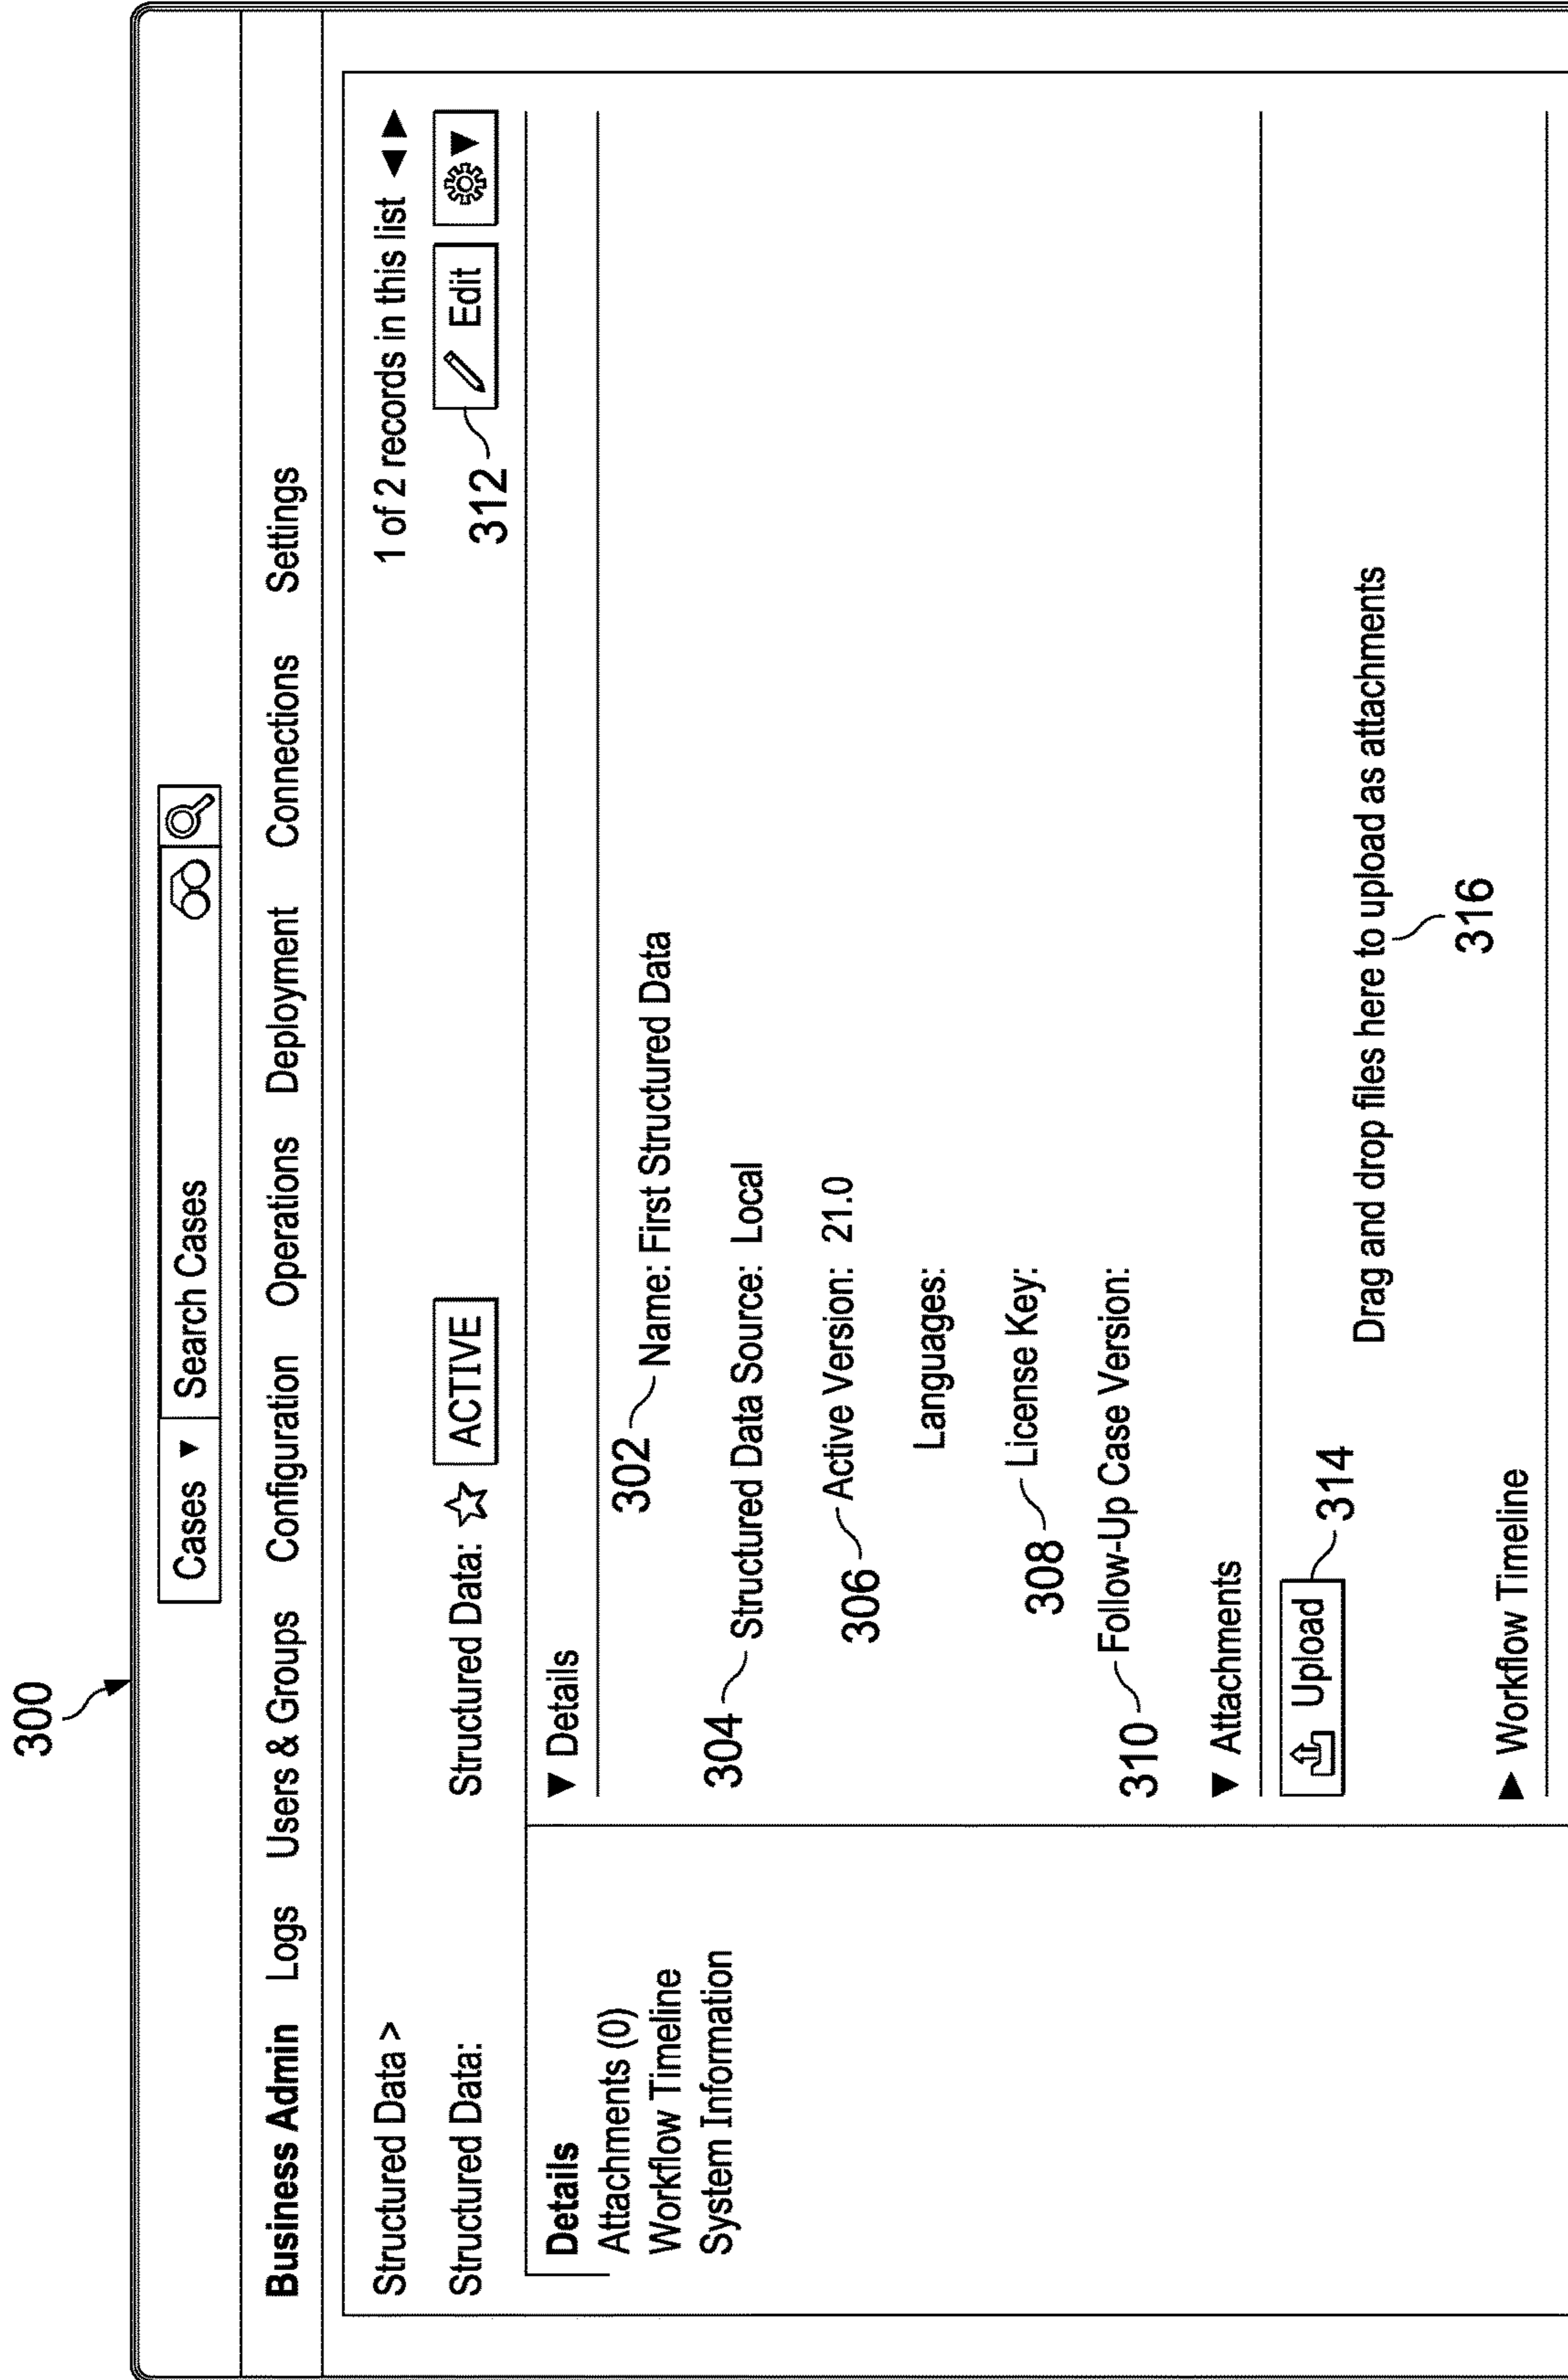 300
Cases ▼ Search Cases
Business Admin Logs Users & Groups Configuration Operations Deployment Connections Settings
Structured Data > 1 of 2 records in this list ◀ ▶
Structured Data: Structured Data: ☆ ACTIVE 312 Edit ▼
Details
Attachments (0)
Workflow Timeline
System Information
▼ Details
302 Name: First Structured Data
304 Structured Data Source: Local
306 Active Version: 21.0
Languages:
308 License Key:
310 Follow-Up Case Version:
▼ Attachments
Upload 314
Drag and drop files here to upload as attachments
316
▶ Workflow Timeline